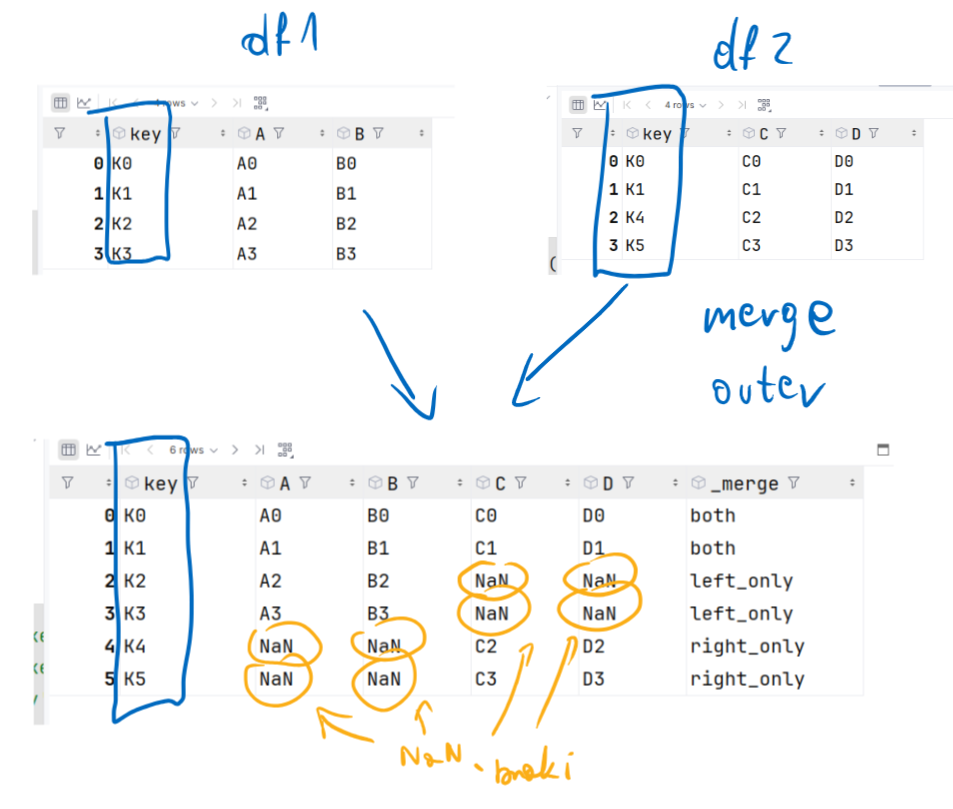 df1
df2
4 rows
key A B
0 K0 A0 B0
1 K1 A1 B1
2 K2 A2 B2
3 K3 A3 B3
4 rows
key C D
0 K0 C0 D0
1 K1 C1 D1
2 K4 C2 D2
3 K5 C3 D3
merge
outer
6 rows
key A B C D _merge
0 K0 A0 B0 C0 D0 both
1 K1 A1 B1 C1 D1 both
2 K2 A2 B2 NaN NaN left_only
3 K3 A3 B3 NaN NaN left_only
4 K4 NaN NaN C2 D2 right_only
5 K5 NaN NaN C3 D3 right_only
NaN - braki